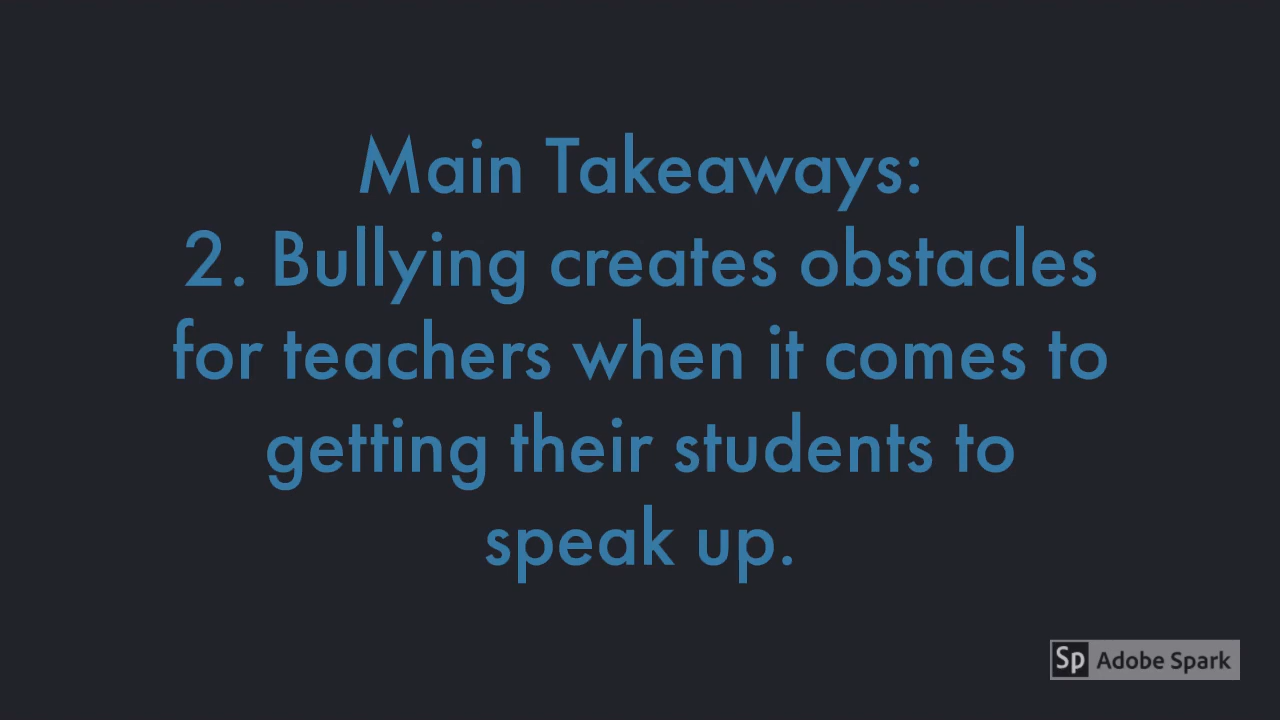 Main Takeaways:
2. Bullying creates obstacles
for teachers when it comes to
getting their students to
speak up.
Sp Adobe Spark